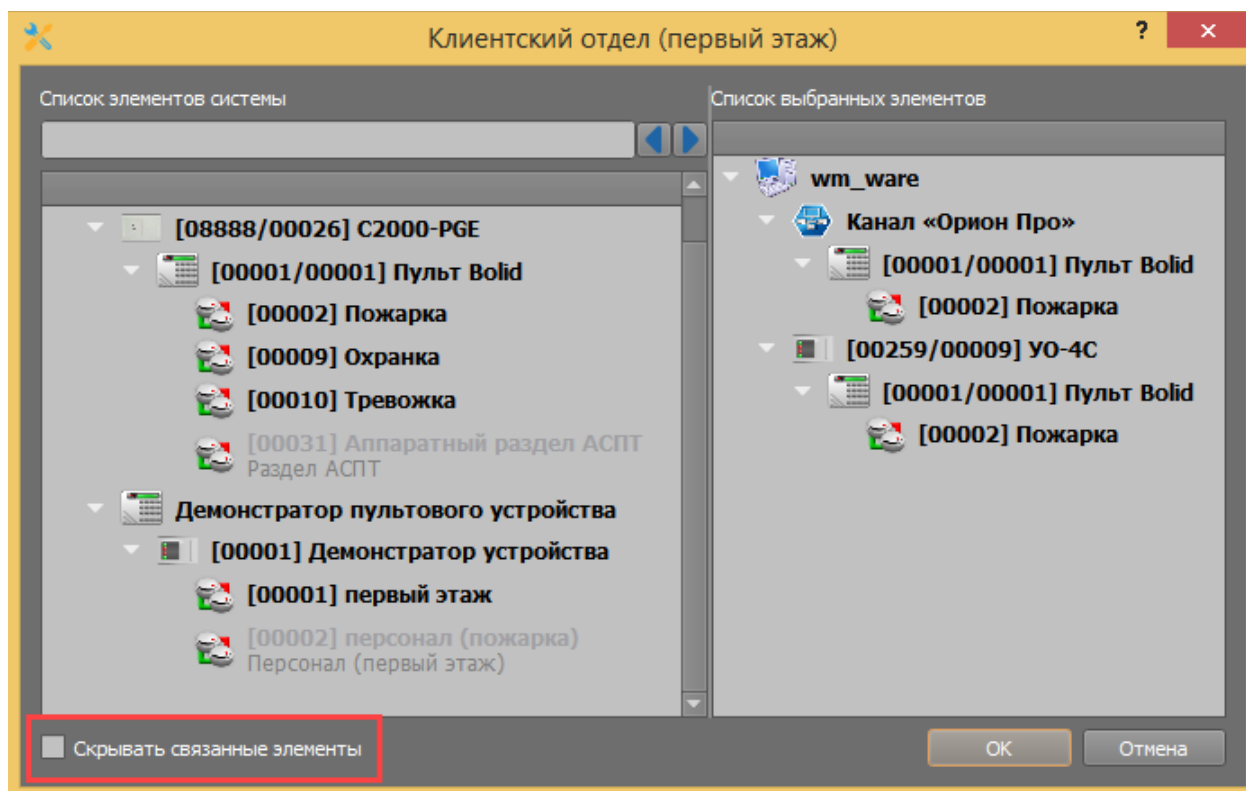 Клиентский отдел (первый этаж)
?
×
Список элементов системы
[08888/00026] C2000-PGE
[00001/00001] Пульт Bolid
[00002] Пожарка
[00009] Охранка
[00010] Тревожка
[00031] Аппаратный раздел АСПТ
Раздел АСПТ
Демонстратор пультового устройства
[00001] Демонстратор устройства
[00001] первый этаж
[00002] персонал (пожарка)
Персонал (первый этаж)
Скрывать связанные элементы
Список выбранных элементов
wm_ware
Канал «Орион Про»
[00001/00001] Пульт Bolid
[00002] Пожарка
[00259/00009] УО-4С
[00001/00001] Пульт Bolid
[00002] Пожарка
OK
Отмена